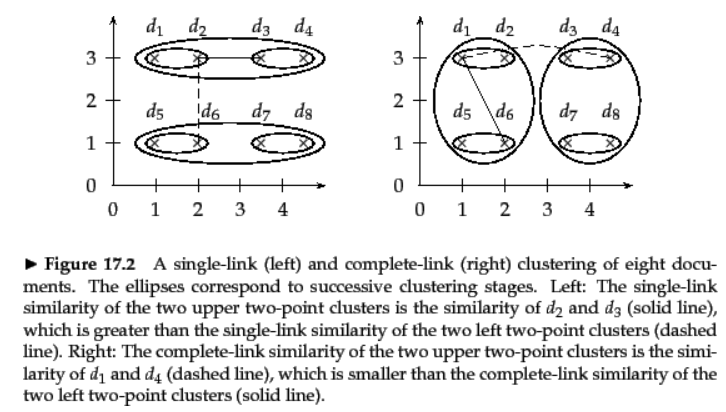 d₁ d₂ d₃ d₄ d₁ d₂ d₃ d₄
3 3
2 2
d₅ d₆ d₇ d₈ d₅ d₆ d₇ d₈
1 1
0 0
0 1 2 3 4 0 1 2 3 4
► Figure 17.2 A single-link (left) and complete-link (right) clustering of eight docu-
ments. The ellipses correspond to successive clustering stages. Left: The single-link
similarity of the two upper two-point clusters is the similarity of d₂ and d₃ (solid line),
which is greater than the single-link similarity of the two left two-point clusters (dashed
line). Right: The complete-link similarity of the two upper two-point clusters is the simi-
larity of d₁ and d₄ (dashed line), which is smaller than the complete-link similarity of the
two left two-point clusters (solid line).